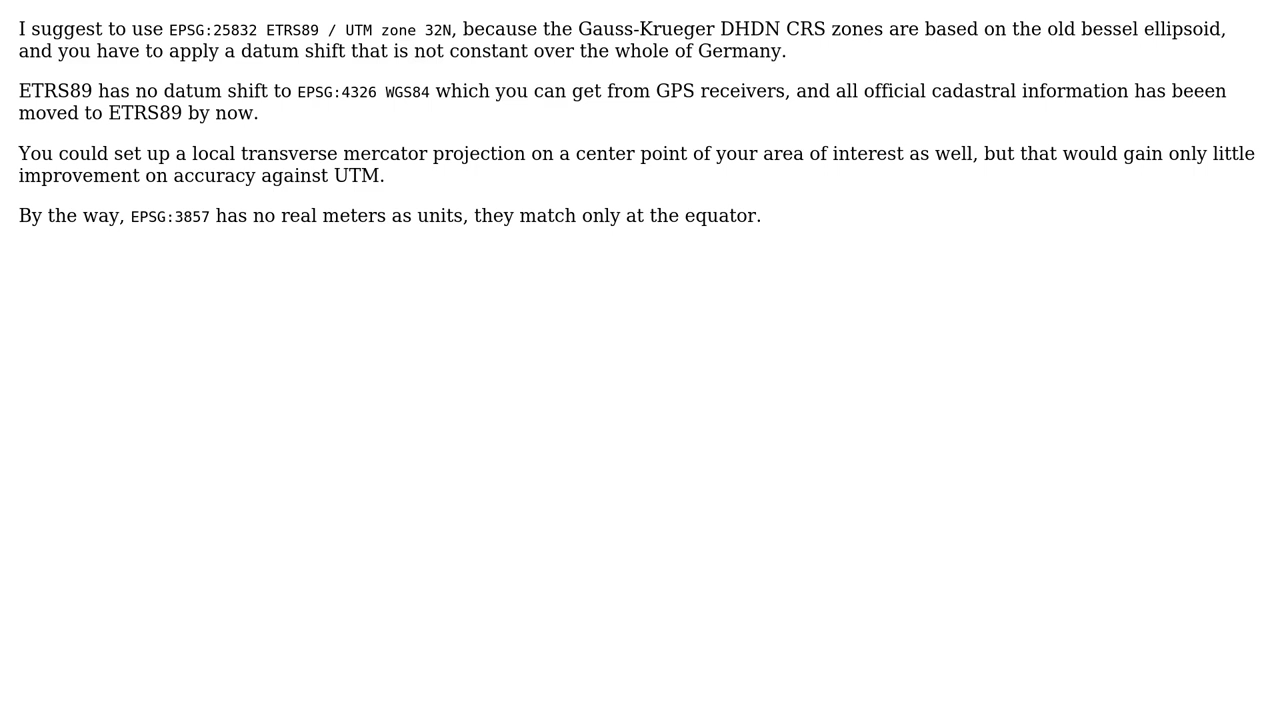 I suggest to use EPSG:25832 ETRS89 / UTM zone 32N, because the Gauss-Krueger DHDN CRS zones are based on the old bessel ellipsoid,
and you have to apply a datum shift that is not constant over the whole of Germany.
ETRS89 has no datum shift to EPSG:4326 WGS84 which you can get from GPS receivers, and all official cadastral information has beeen
moved to ETRS89 by now.
You could set up a local transverse mercator projection on a center point of your area of interest as well, but that would gain only little
improvement on accuracy against UTM.
By the way, EPSG:3857 has no real meters as units, they match only at the equator.